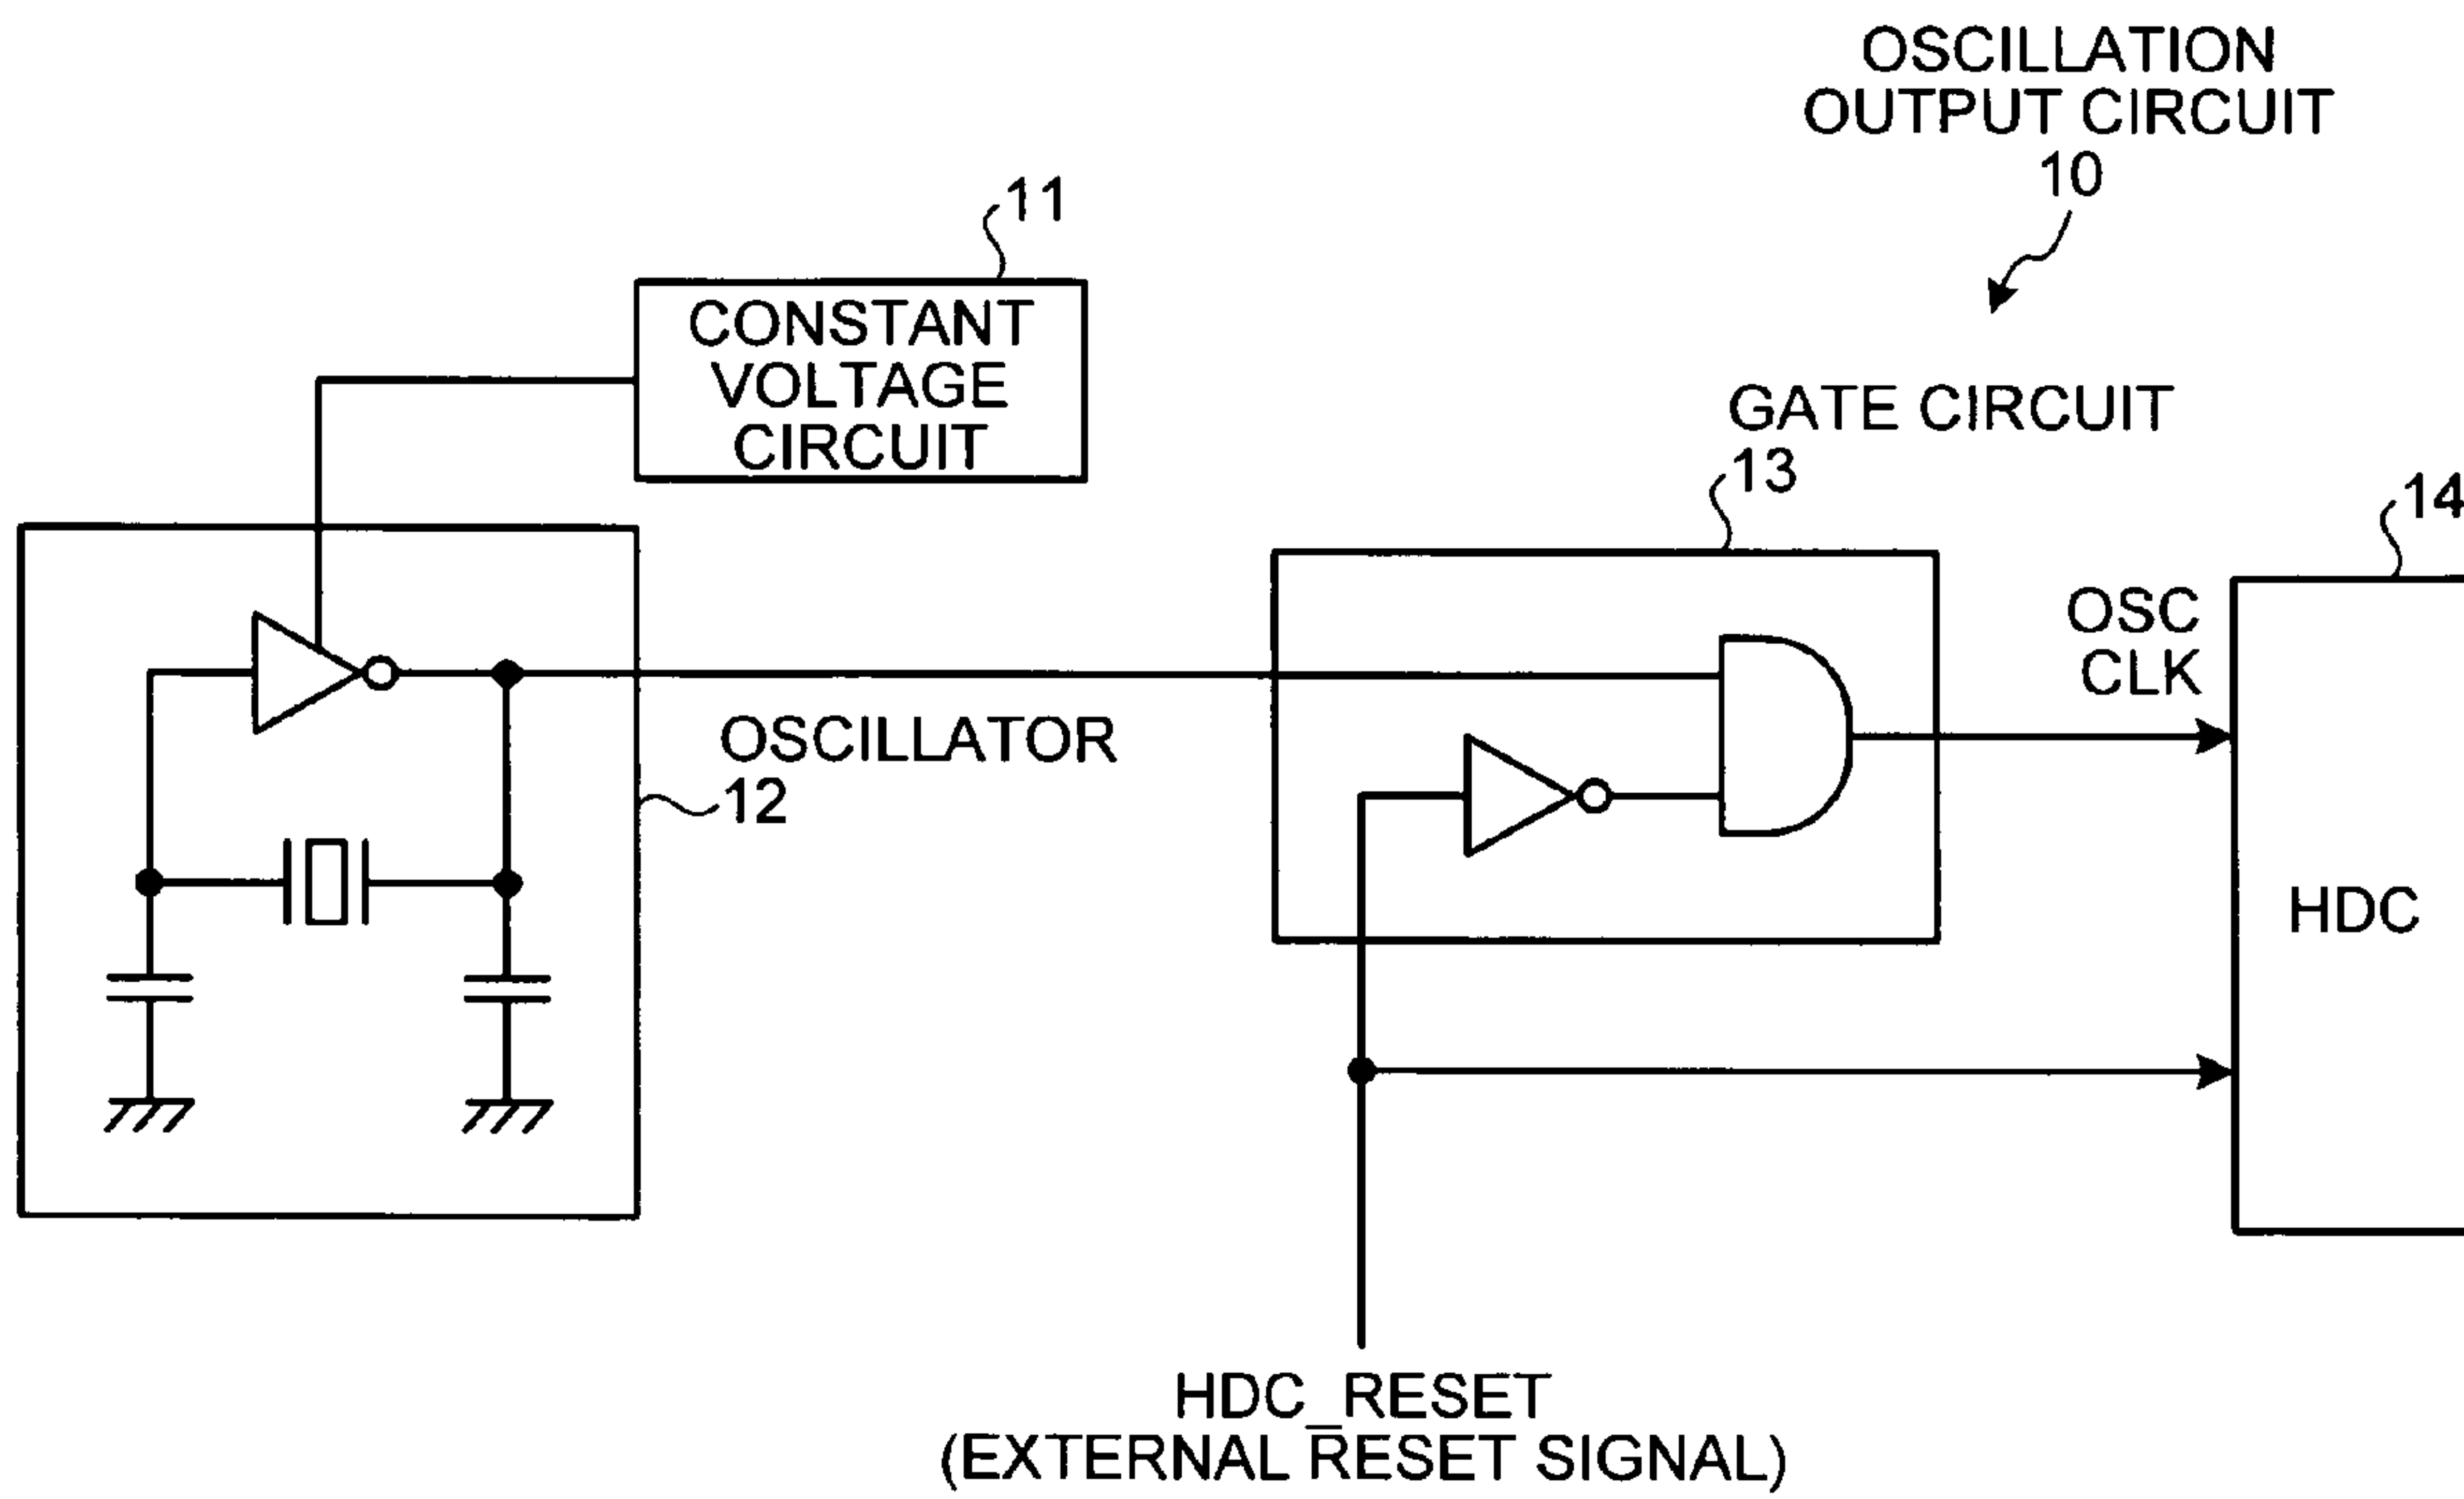 OSCILLATION
OUTPUT CIRCUIT
10
11
CONSTANT
VOLTAGE
CIRCUIT
GATE CIRCUIT
13
14
OSC
CLK
OSCILLATOR
12
HDC
HDC_RESET
(EXTERNAL RESET SIGNAL)